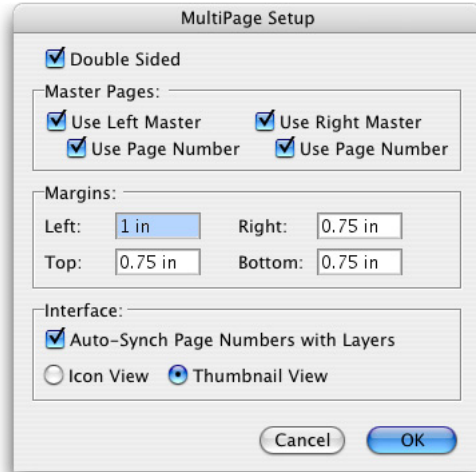 MultiPage Setup
Double Sided
Master Pages:
Use Left Master Use Right Master
Use Page Number Use Page Number
Margins:
Left: 1 in Right: 0.75 in
Top: 0.75 in Bottom: 0.75 in
Interface:
Auto-Synch Page Numbers with Layers
Icon View Thumbnail View
Cancel OK